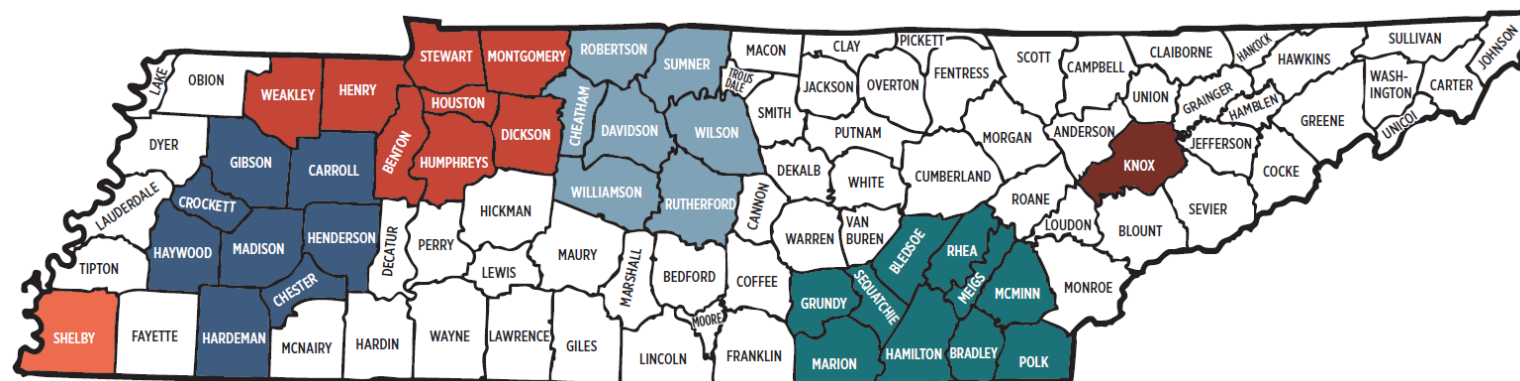 LAKE
OBION
WEAKLEY
HENRY
STEWART
MONTGOMERY
ROBERTSON
SUMNER
MACON
TROUS
DALE
CLAY
PICKETT
SCOTT
CAMPBELL
CLAIBORNE
HANCOCK
HAWKINS
SULLIVAN
JOHNSON
DYER
GIBSON
CARROLL
BENTON
HOUSTON
HUMPHREYS
DICKSON
CHEATHAM
DAVIDSON
WILSON
SMITH
JACKSON
OVERTON
FENTRESS
PUTNAM
MORGAN
ANDERSON
UNION
GRAINGER
HAMBLEN
GREENE
WASH-
INGTON
CARTER
UNICOI
LAUDERDALE
CROCKETT
HAYWOOD
MADISON
HENDERSON
DECATUR
PERRY
HICKMAN
WILLIAMSON
RUTHERFORD
CANNON
DEKALB
WHITE
CUMBERLAND
ROANE
KNOX
JEFFERSON
COCKE
SEVIER
BLOUNT
LOUDON
TIPTON
CHESTER
LEWIS
MAURY
MARSHALL
BEDFORD
COFFEE
WARREN
VAN
BUREN
BLEDSOE
RHEA
MEIGS
MCMINN
MONROE
SHELBY
FAYETTE
HARDEMAN
MCNAIRY
HARDIN
WAYNE
LAWRENCE
GILES
LINCOLN
MOORE
FRANKLIN
GRUNDY
SEQUATCHIE
MARION
HAMILTON
BRADLEY
POLK